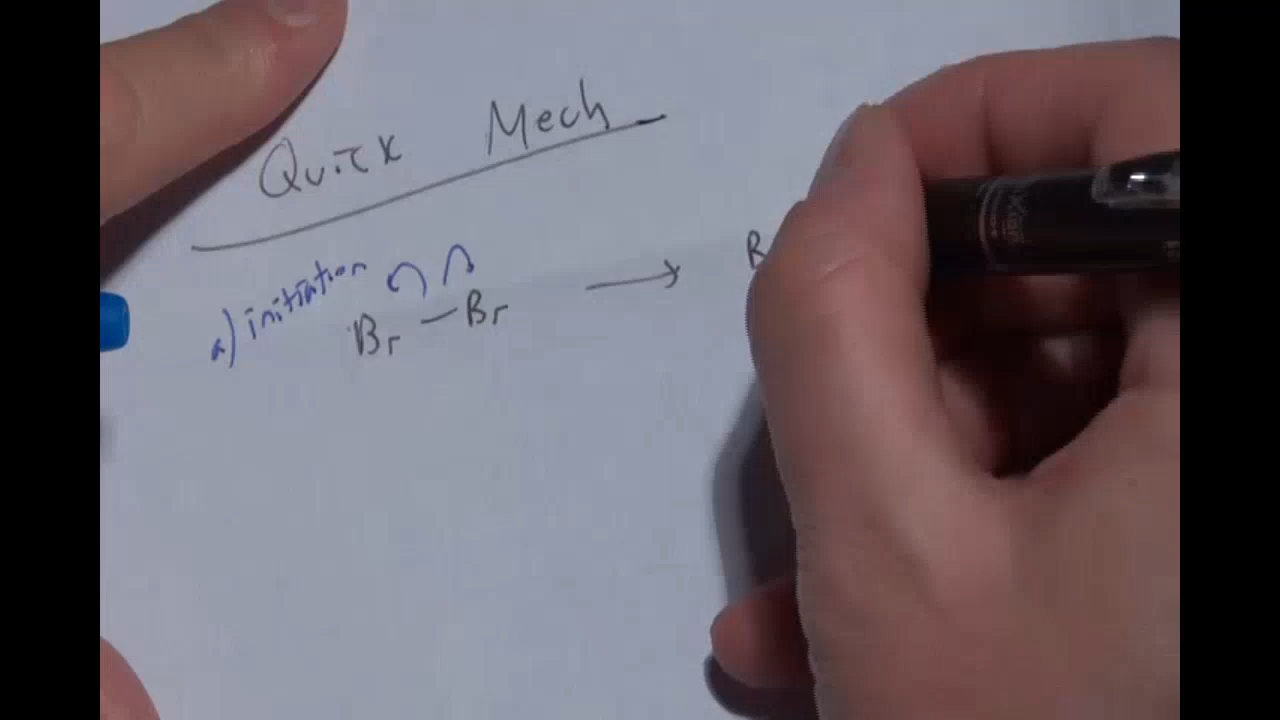 Quick Mech
a) initiation
Br — Br → B